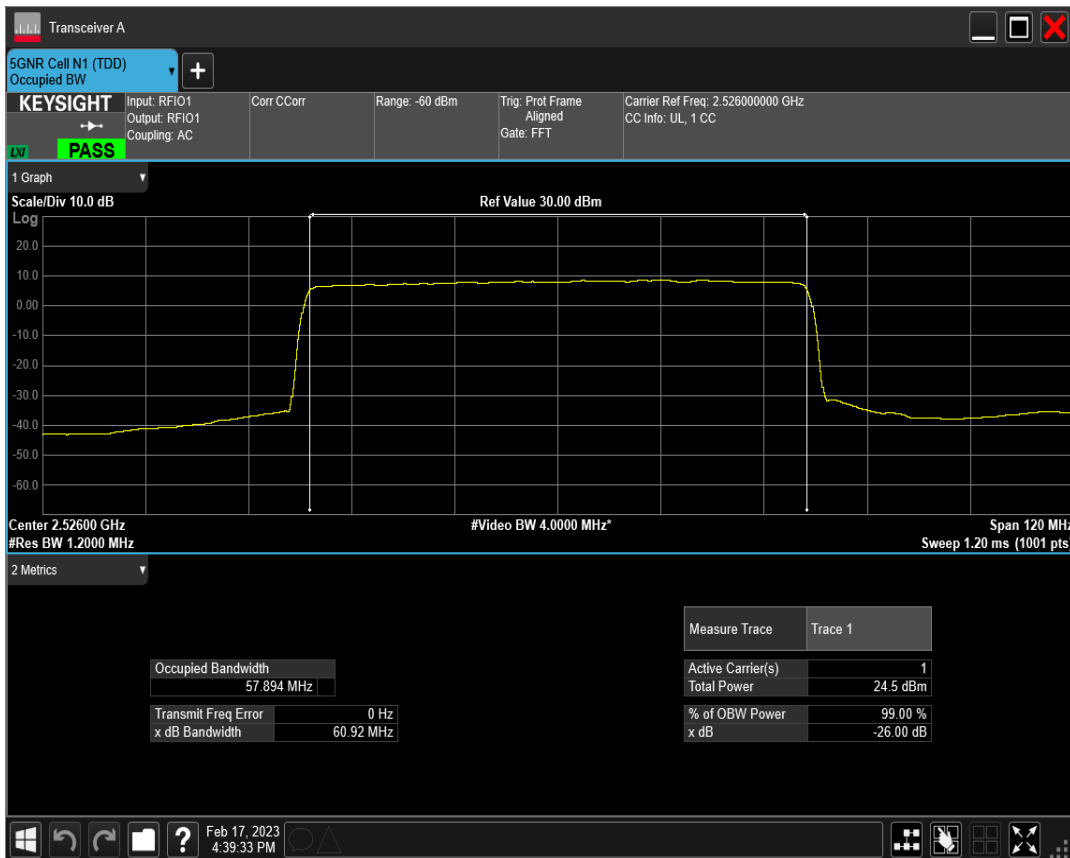 Transceiver A
5GNR Cell N1 (TDD)
Occupied BW
+
KEYSIGHT
LXI
PASS
Input: RFIO1
Output: RFIO1
Coupling: AC
Corr CCorr
Range: -60 dBm
Trig: Prot Frame
Aligned
Gate: FFT
Carrier Ref Freq: 2.526000000 GHz
CC Info: UL, 1 CC
1 Graph
Scale/Div 10.0 dB
Ref Value 30.00 dBm
Log
20.0
10.0
0.00
-10.0
-20.0
-30.0
-40.0
-50.0
-60.0
Center 2.52600 GHz
#Video BW 4.0000 MHz*
Span 120 MHz
#Res BW 1.2000 MHz
Sweep 1.20 ms (1001 pts)
2 Metrics
Measure Trace Trace 1
Occupied Bandwidth
57.894 MHz
Active Carrier(s) 1
Total Power 24.5 dBm
Transmit Freq Error 0 Hz
x dB Bandwidth 60.92 MHz
% of OBW Power 99.00 %
x dB -26.00 dB
?
Feb 17, 2023
4:39:33 PM